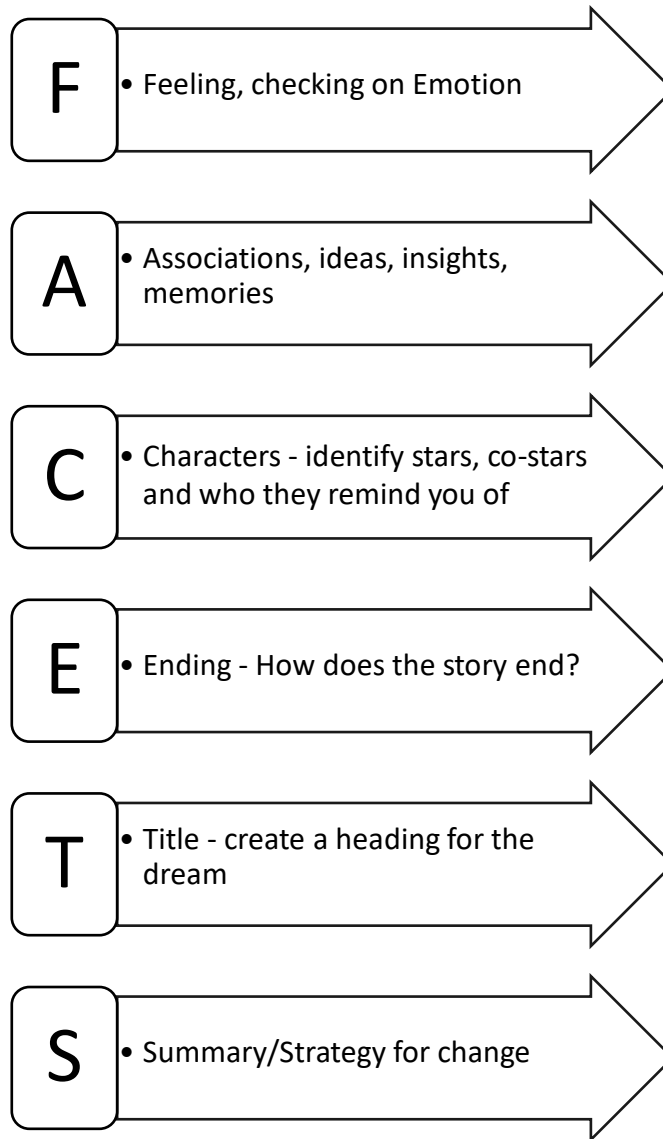 F
• Feeling, checking on Emotion
A
• Associations, ideas, insights,
memories
C
• Characters - identify stars, co-stars
and who they remind you of
E
• Ending - How does the story end?
T
• Title - create a heading for the
dream
S
• Summary/Strategy for change